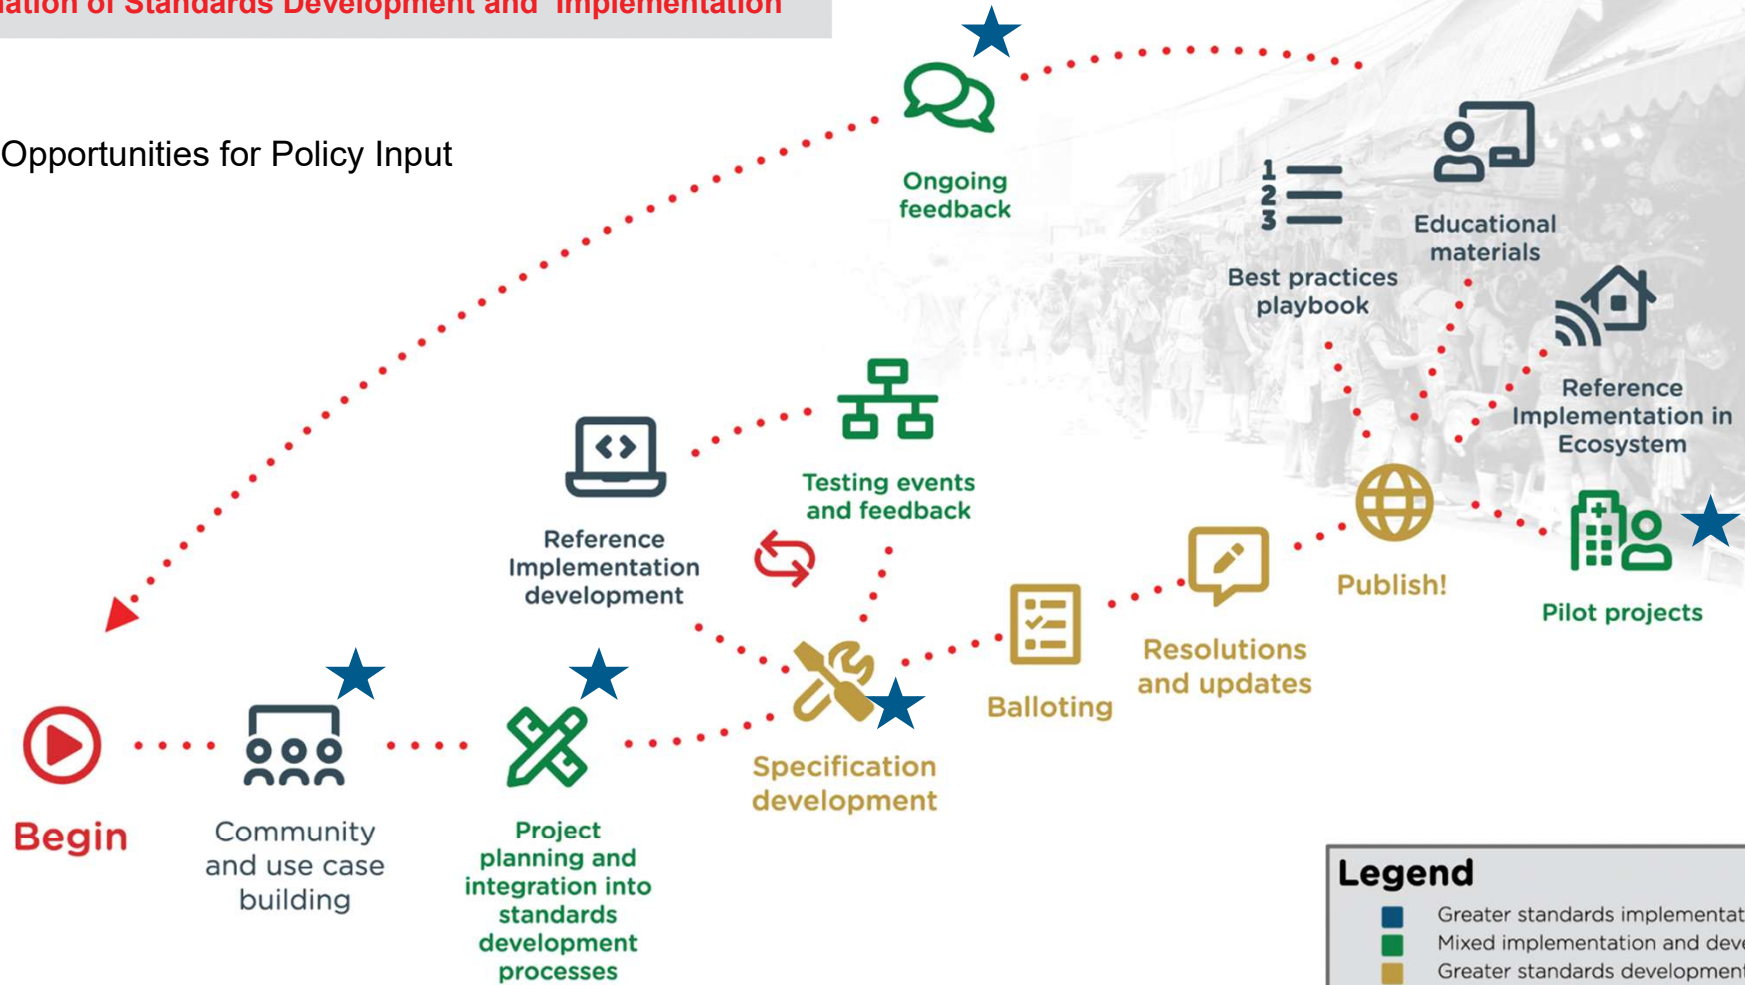 ation of Standards Development and Implementation
Opportunities for Policy Input
Ongoing
feedback
1
2
3
Best practices
playbook
Educational
materials
Reference
Implementation in
Ecosystem
Testing events
and feedback
Reference
Implementation
development
Publish!
Pilot projects
Resolutions
and updates
Balloting
Specification
development
Begin
Community
and use case
building
Project
planning and
integration into
standards
development
processes
Legend
Greater standards implementat
Mixed implementation and deve
Greater standards development